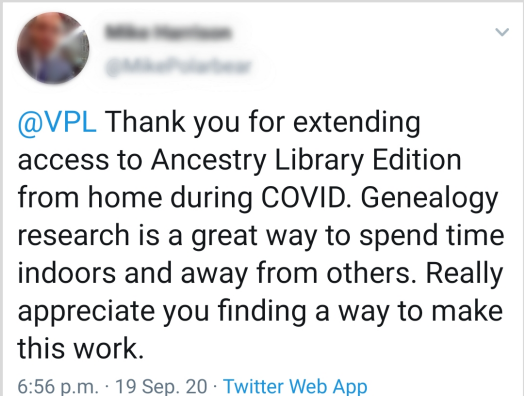 @VPL Thank you for extending
access to Ancestry Library Edition
from home during COVID. Genealogy
research is a great way to spend time
indoors and away from others. Really
appreciate you finding a way to make
this work.
6:56 p.m. · 19 Sep. 20 · Twitter Web App